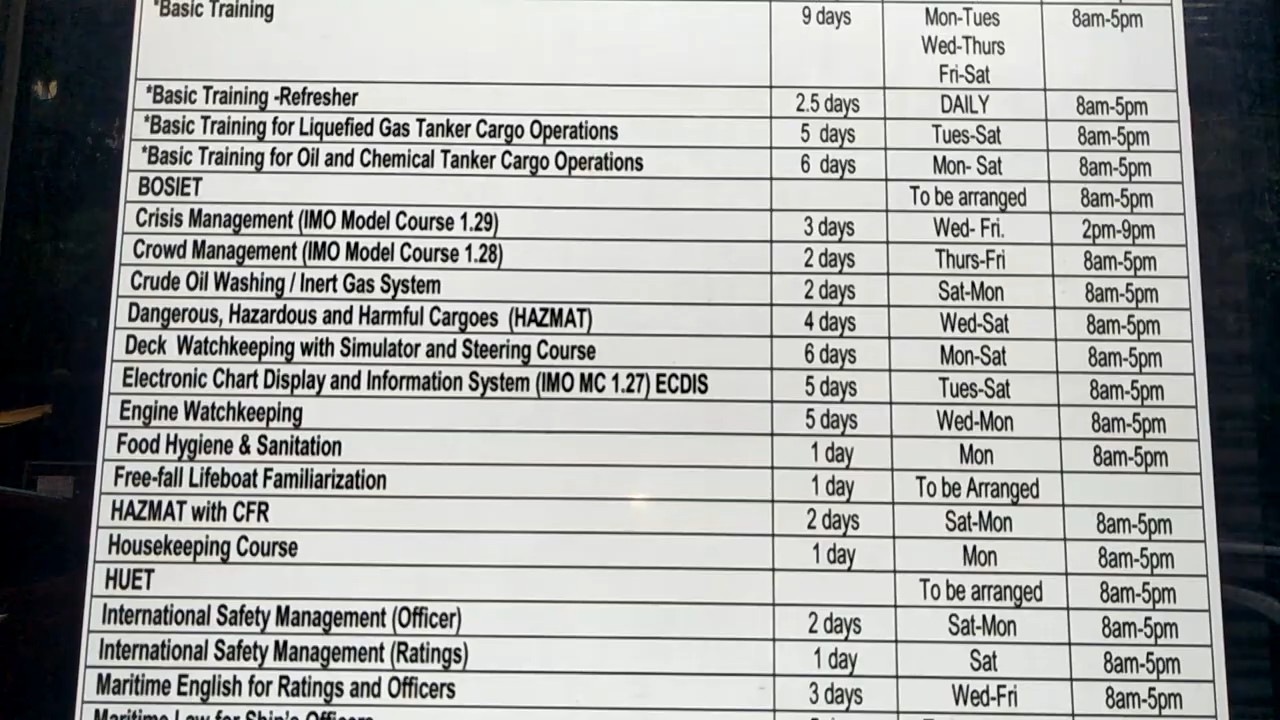 *Basic Training 9 days Mon-Tues 8am-5pm
Wed-Thurs
Fri-Sat
*Basic Training -Refresher 2.5 days DAILY 8am-5pm
*Basic Training for Liquefied Gas Tanker Cargo Operations 5 days Tues-Sat 8am-5pm
*Basic Training for Oil and Chemical Tanker Cargo Operations 6 days Mon- Sat 8am-5pm
BOSIET To be arranged 8am-5pm
Crisis Management (IMO Model Course 1.29) 3 days Wed- Fri. 2pm-9pm
Crowd Management (IMO Model Course 1.28) 2 days Thurs-Fri 8am-5pm
Crude Oil Washing / Inert Gas System 2 days Sat-Mon 8am-5pm
Dangerous, Hazardous and Harmful Cargoes (HAZMAT) 4 days Wed-Sat 8am-5pm
Deck Watchkeeping with Simulator and Steering Course 6 days Mon-Sat 8am-5pm
Electronic Chart Display and Information System (IMO MC 1.27) ECDIS 5 days Tues-Sat 8am-5pm
Engine Watchkeeping 5 days Wed-Mon 8am-5pm
Food Hygiene & Sanitation 1 day Mon 8am-5pm
Free-fall Lifeboat Familiarization 1 day To be Arranged
HAZMAT with CFR 2 days Sat-Mon 8am-5pm
Housekeeping Course 1 day Mon 8am-5pm
HUET To be arranged 8am-5pm
International Safety Management (Officer) 2 days Sat-Mon 8am-5pm
International Safety Management (Ratings) 1 day Sat 8am-5pm
Maritime English for Ratings and Officers 3 days Wed-Fri 8am-5pm
Maritime Law for Ship's Officers